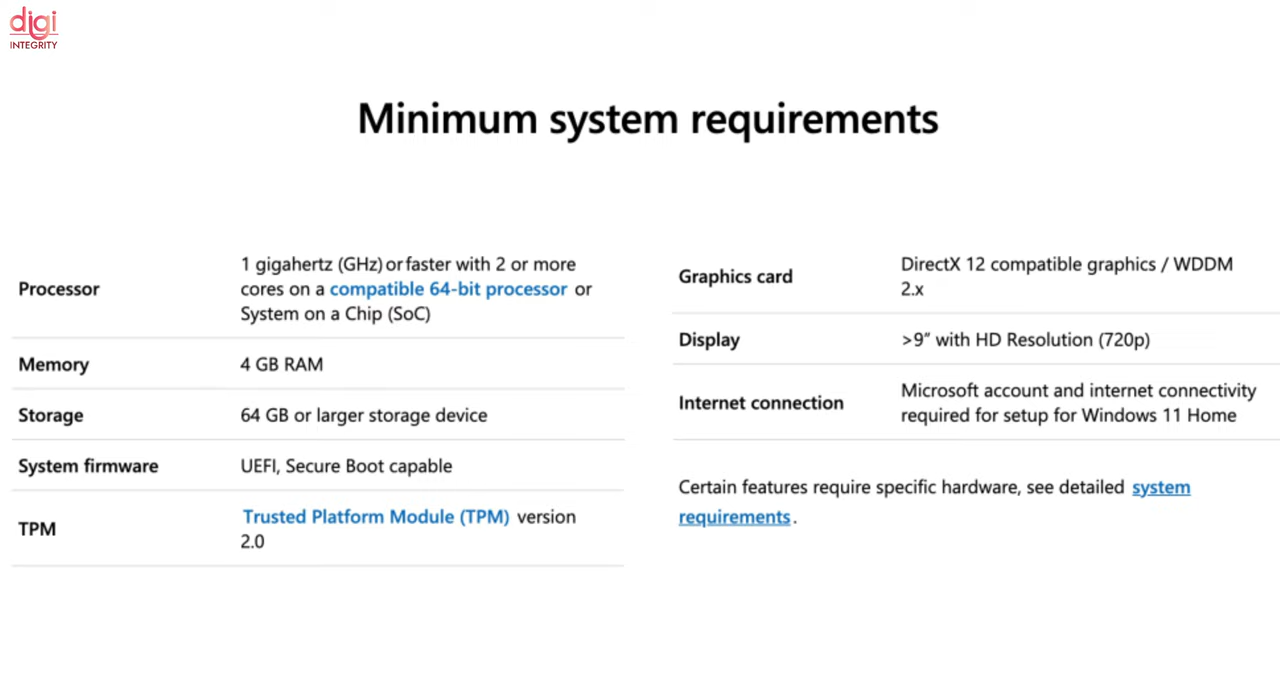 digi
INTEGRITY
Minimum system requirements
Processor
1 gigahertz (GHz) or faster with 2 or more
cores on a compatible 64-bit processor or
System on a Chip (SoC)
Memory
4 GB RAM
Storage
64 GB or larger storage device
System firmware
UEFI, Secure Boot capable
TPM
Trusted Platform Module (TPM) version
2.0
Graphics card
DirectX 12 compatible graphics / WDDM
2.x
Display
>9” with HD Resolution (720p)
Internet connection
Microsoft account and internet connectivity
required for setup for Windows 11 Home
Certain features require specific hardware, see detailed system
requirements.